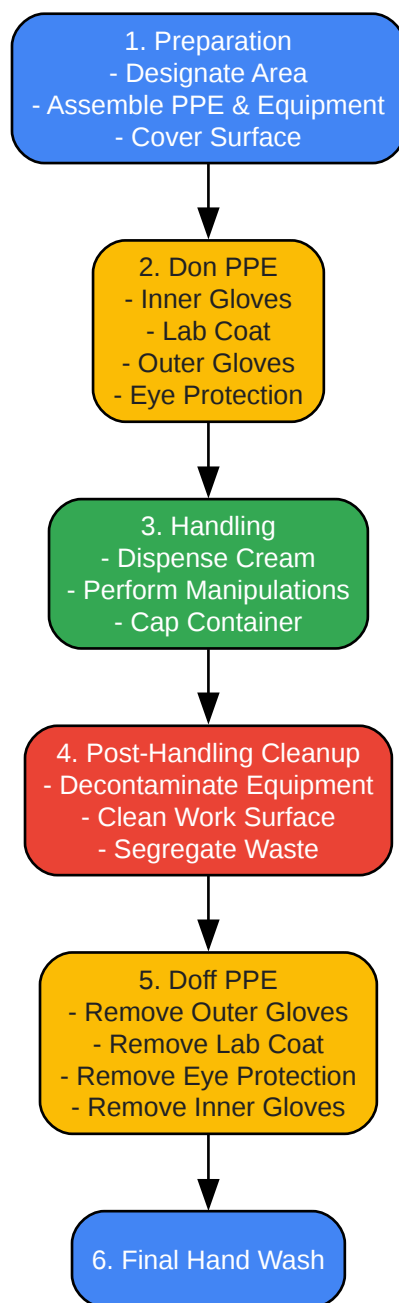 1. Preparation
- Designate Area
- Assemble PPE & Equipment
- Cover Surface
2. Don PPE
- Inner Gloves
- Lab Coat
- Outer Gloves
- Eye Protection
3. Handling
- Dispense Cream
- Perform Manipulations
- Cap Container
4. Post-Handling Cleanup
- Decontaminate Equipment
- Clean Work Surface
- Segregate Waste
5. Doff PPE
- Remove Outer Gloves
- Remove Lab Coat
- Remove Eye Protection
- Remove Inner Gloves
6. Final Hand Wash